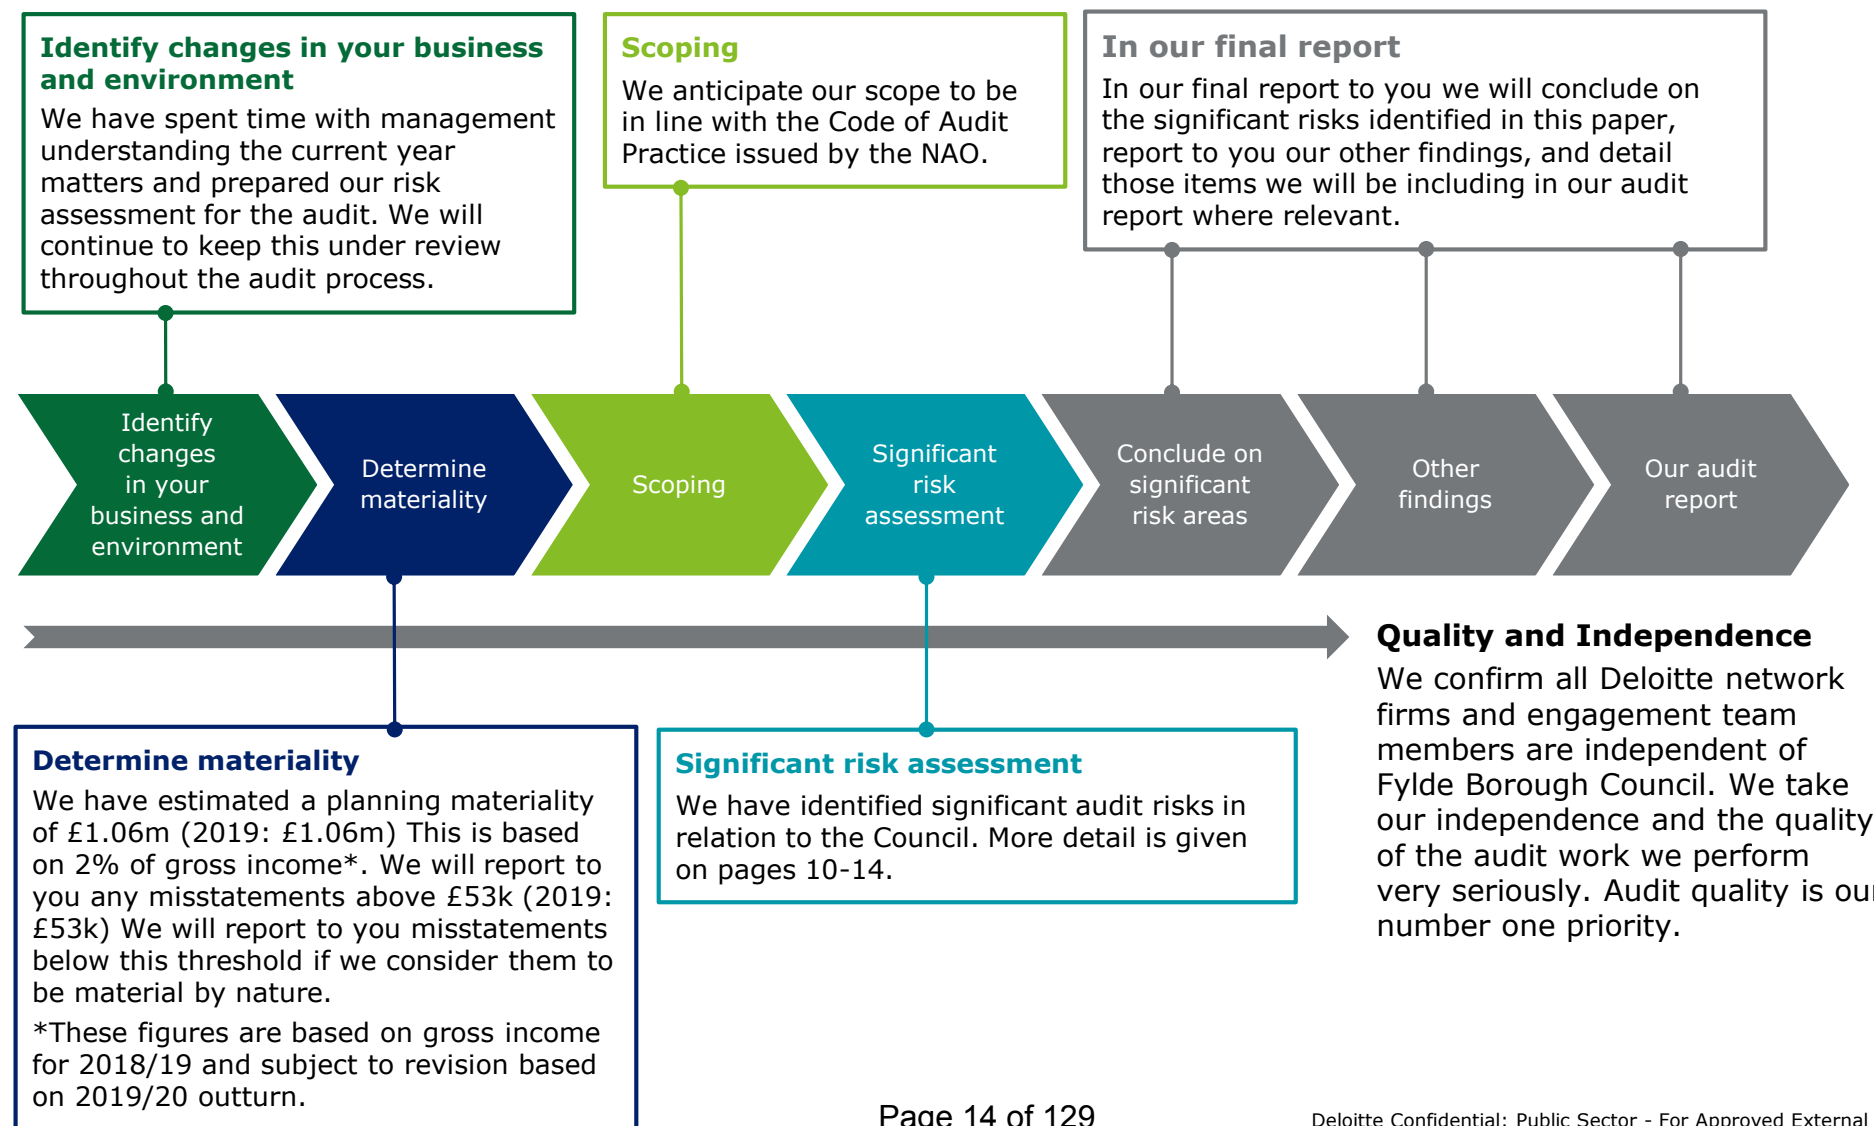 Identify changes in your business
and environment
We have spent time with management
understanding the current year
matters and prepared our risk
assessment for the audit. We will
continue to keep this under review
throughout the audit process.
Scoping
We anticipate our scope to be
in line with the Code of Audit
Practice issued by the NAO.
In our final report
In our final report to you we will conclude on
the significant risks identified in this paper,
report to you our other findings, and detail
those items we will be including in our audit
report where relevant.
Identify
changes
in your
business and
environment
Determine
materiality
Scoping
Significant
risk
assessment
Conclude on
significant
risk areas
Other
findings
Our audit
report
Determine materiality
We have estimated a planning materiality
of £1.06m (2019: £1.06m) This is based
on 2% of gross income*. We will report to
you any misstatements above £53k (2019:
£53k) We will report to you misstatements
below this threshold if we consider them to
be material by nature.
*These figures are based on gross income
for 2018/19 and subject to revision based
on 2019/20 outturn.
Significant risk assessment
We have identified significant audit risks in
relation to the Council. More detail is given
on pages 10-14.
Quality and Independence
We confirm all Deloitte network
firms and engagement team
members are independent of
Fylde Borough Council. We take
our independence and the quality
of the audit work we perform
very seriously. Audit quality is our
number one priority.
Page 14 of 129
Deloitte Confidential: Public Sector - For Approved External